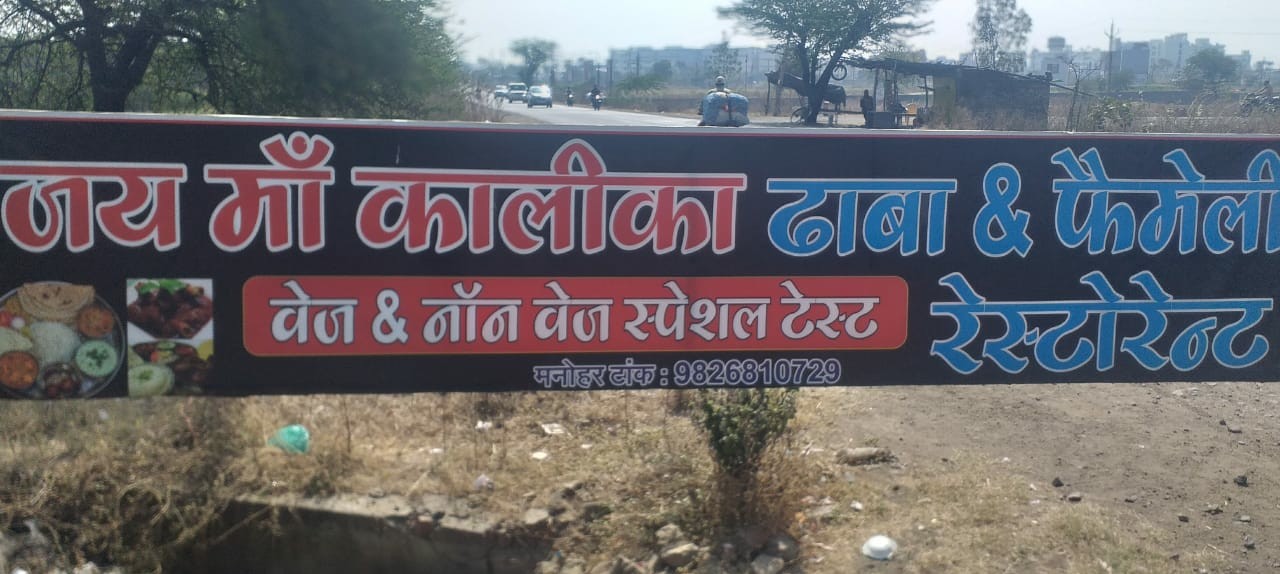 जय माँ कालीका ढाबा & फैमेली
रेस्टोरेन्ट
वेज & नॉन वेज स्पेशल टेस्ट
मनोहर टांक : 9826810729